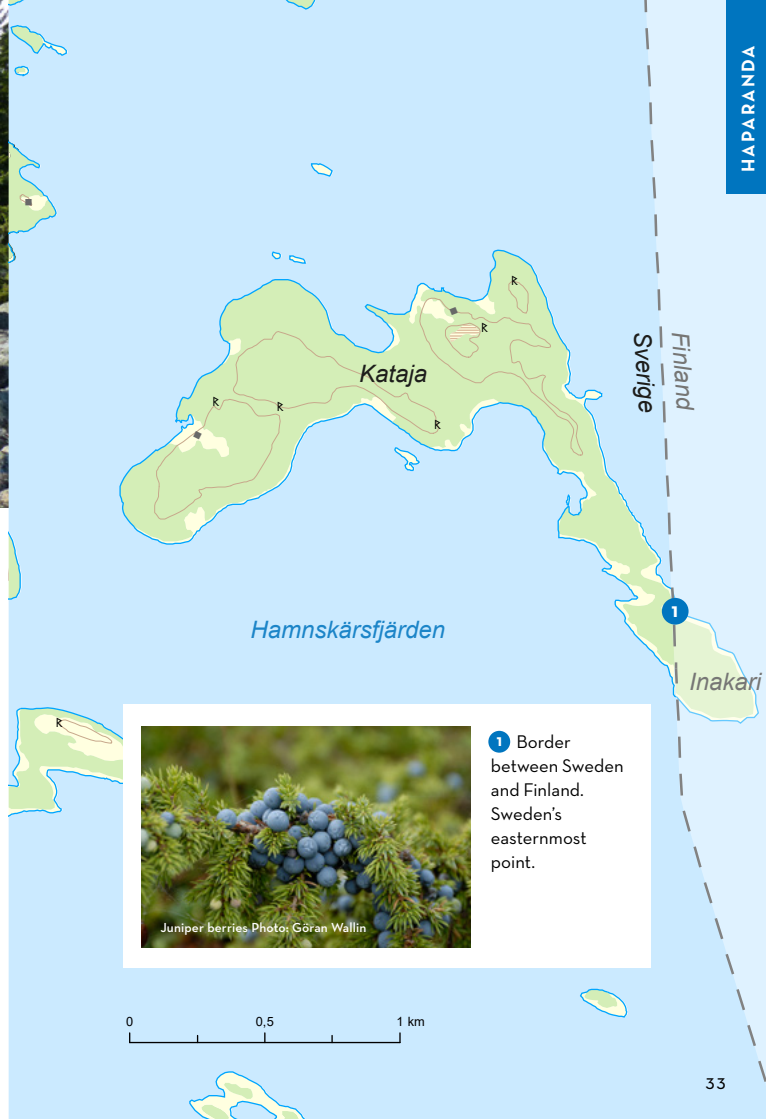 HAPARANDA
Finland
Sverige
Kataja
R
R
R
R
R
1
Hamnskärsfjärden
Inakari
R
1 Border
between Sweden
and Finland.
Sweden’s
easternmost
point.
Juniper berries Photo: Göran Wallin
0 0,5 1 km
33